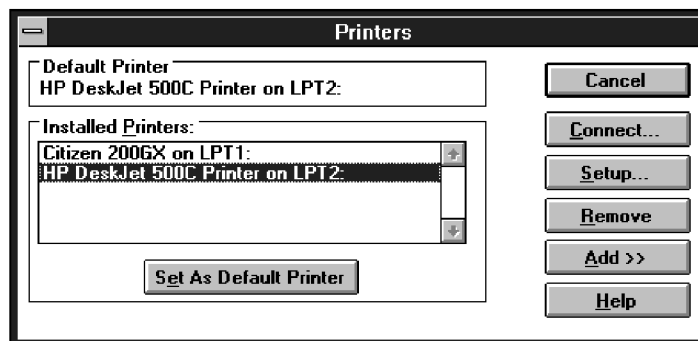 Printers
Default Printer
HP DeskJet 500C Printer on LPT2:
Installed Printers:
Citizen 200GX on LPT1:
HP DeskJet 500C Printer on LPT2:
Set As Default Printer
Cancel
Connect...
Setup...
Remove
Add >>
Help